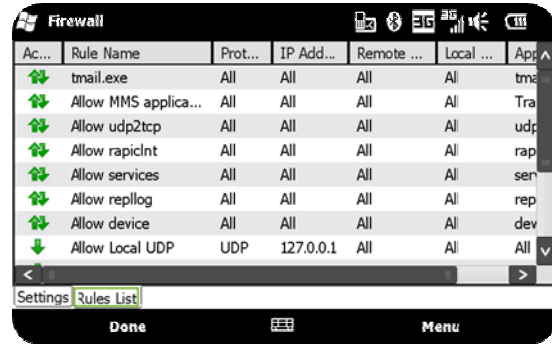 Firewall 3G 3G
Ac... Rule Name Prot... IP Add... Remote ... Local ... App
tmail.exe All All All All tma
Allow MMS applica... All All All All Tra
Allow udp2tcp All All All All udp
Allow rapiclnt All All All All rap
Allow services All All All All serv
Allow repllog All All All All rep
Allow device All All All All dev
Allow Local UDP UDP 127.0.0.1 All All All
Settings Rules List
Done Menu